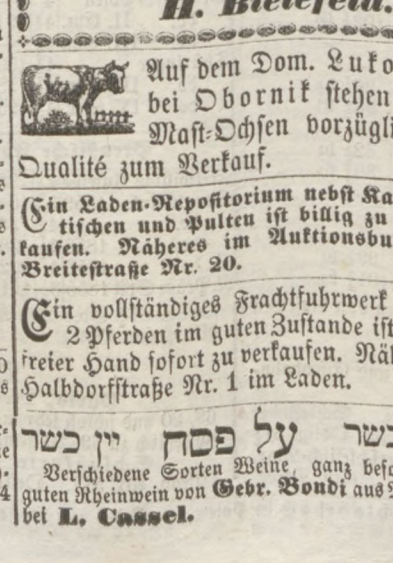 H. Bielefeld.
Auf dem Dom. Luko
bei Obornik stehen
Mast-Ochsen vorzügli
Qualité zum Verkauf.
Ein Laden-Repositorium nebst Ka
tischen und Pulten ist billig zu
kaufen. Näheres im Auktionsbu
Breitestraße Nr. 20.
Ein vollständiges Frachtfuhrwerk
2 Pferden im guten Zustande ist
freier Hand sofort zu verkaufen. Näh
Halbdorfstraße Nr. 1 im Laden.
יין כשר על פסח כשר
Verschiedene Sorten Weine, ganz beso
guten Rheinwein von Gebr. Bondi aus
bei L. Cassel.